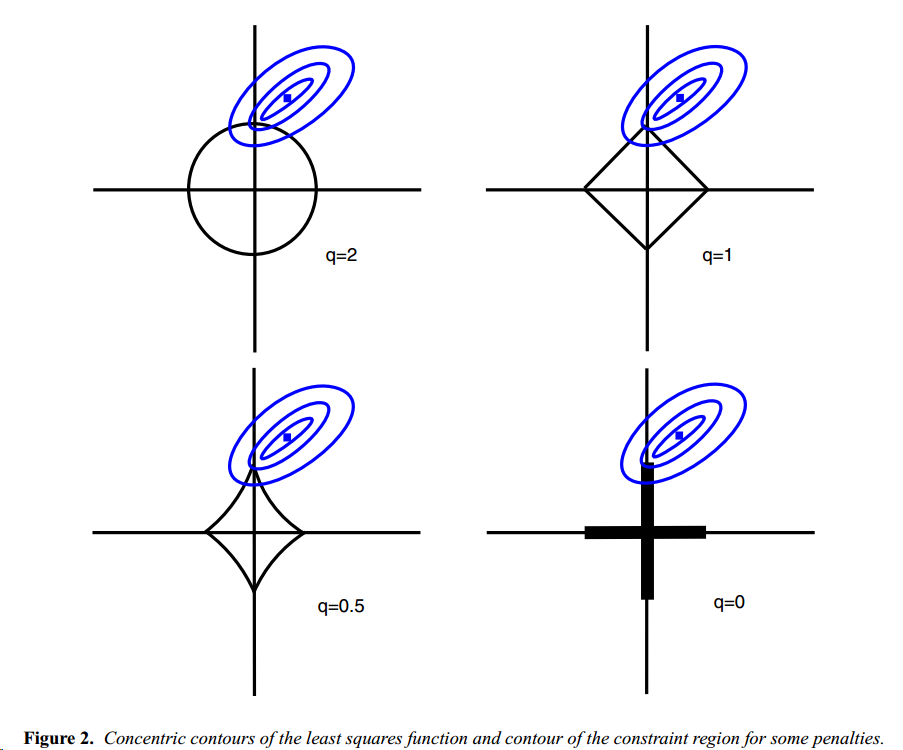 q=2
q=1
q=0.5
q=0
Figure 2. Concentric contours of the least squares function and contour of the constraint region for some penalties.